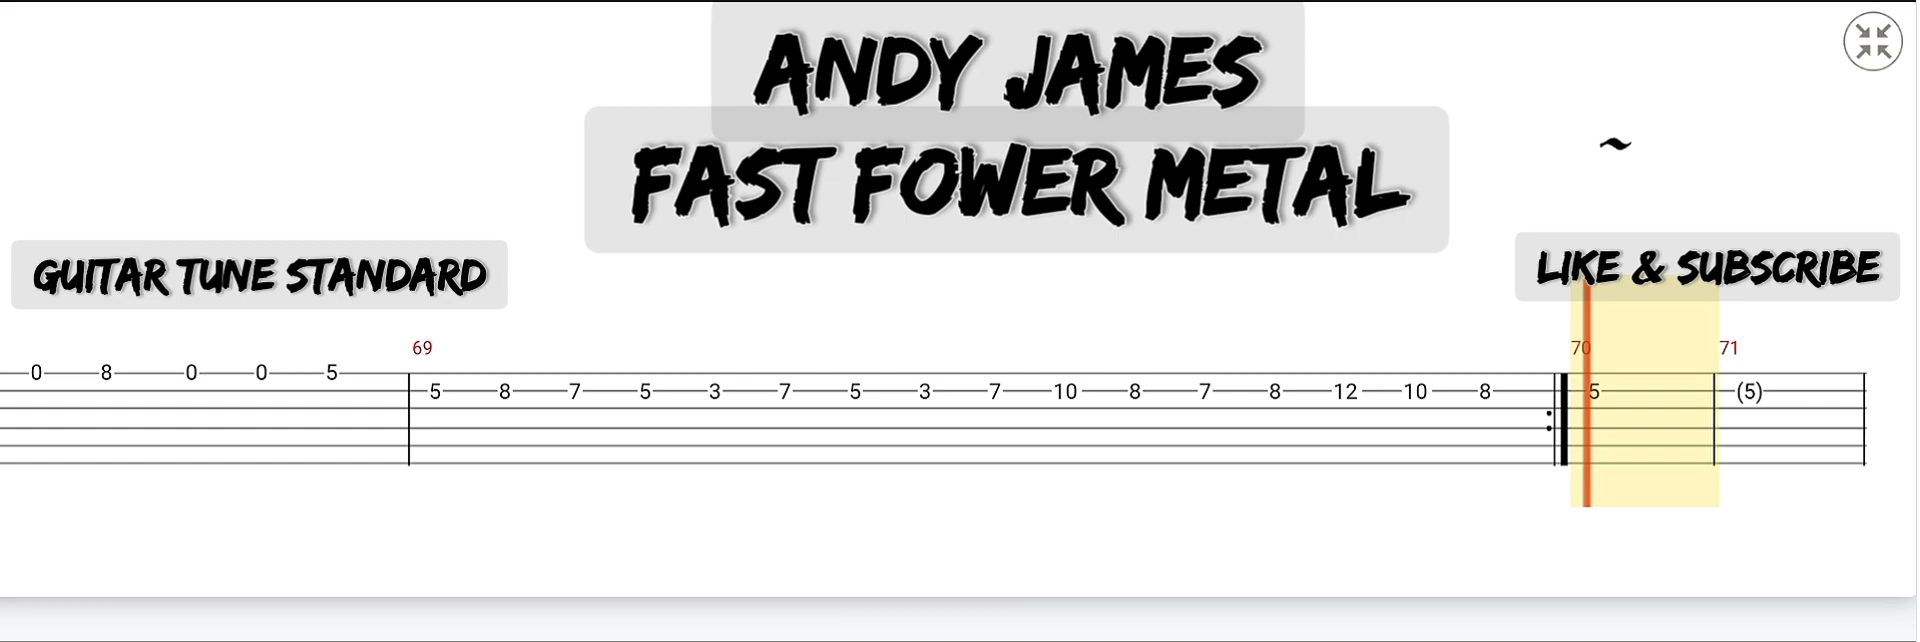 ANDY JAMES
FAST FOWER METAL
~
GUITAR TUNE STANDARD
LIKE & SUBSCRIBE
69 70 71
0 8 0 0 5
5 8 7 5 3 7 5 3 7 10 8 7 8 12 10 8 5 (5)